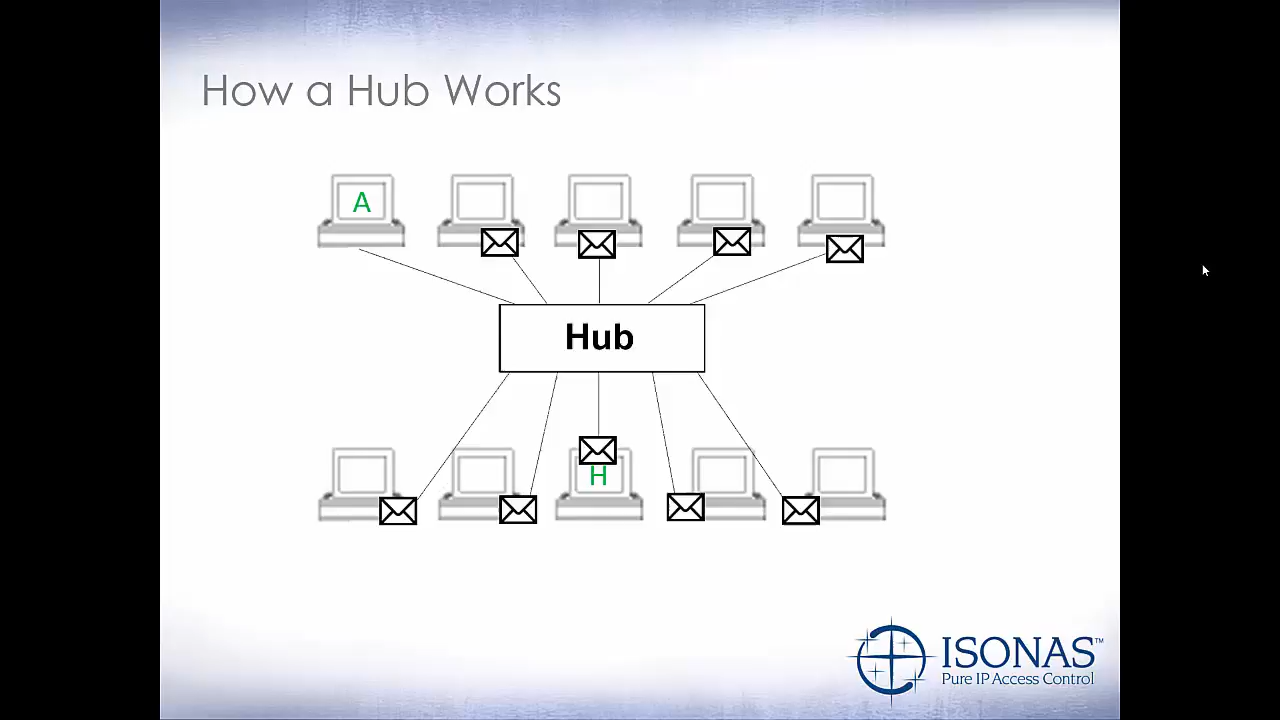 How a Hub Works
A
Hub
H
ISONAS™
Pure IP Access Control